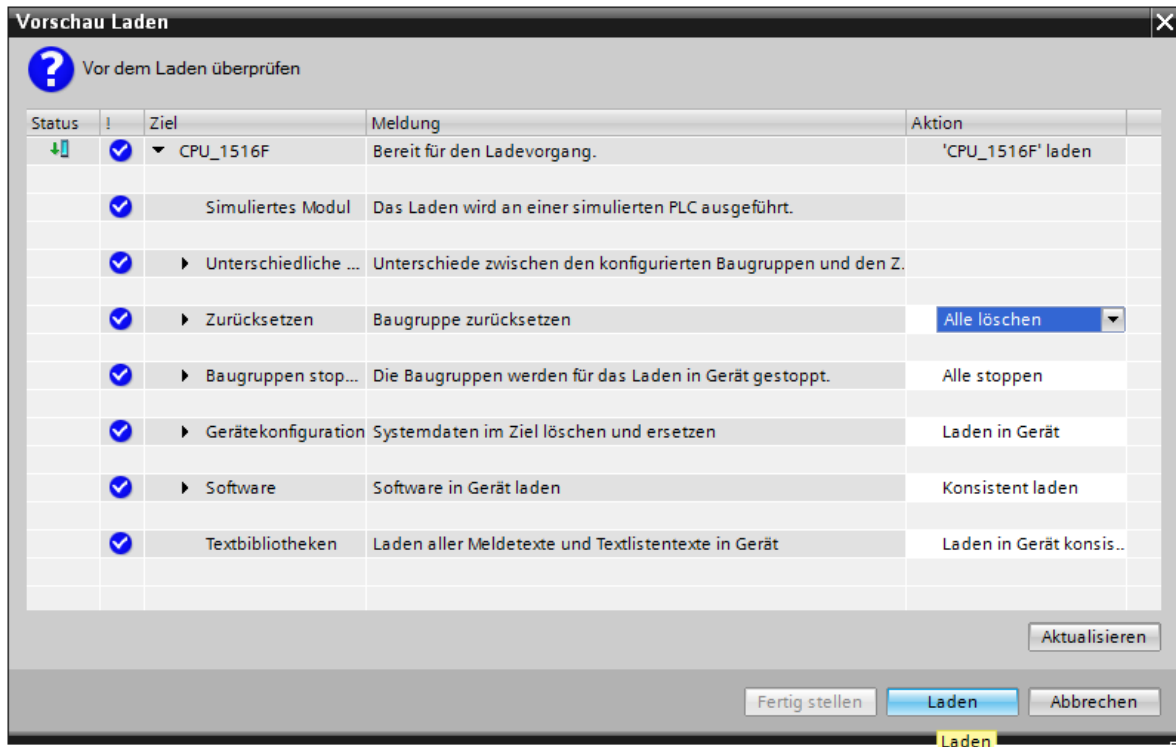 Vorschau Laden
Vor dem Laden überprüfen
Status ! Ziel Meldung Aktion
CPU_1516F Bereit für den Ladevorgang. 'CPU_1516F' laden
Simuliertes Modul Das Laden wird an einer simulierten PLC ausgeführt.
Unterschiedliche ... Unterschiede zwischen den konfigurierten Baugruppen und den Z.
Zurücksetzen Baugruppe zurücksetzen Alle löschen
Baugruppen stop... Die Baugruppen werden für das Laden in Gerät gestoppt. Alle stoppen
Gerätekonfiguration Systemdaten im Ziel löschen und ersetzen Laden in Gerät
Software Software in Gerät laden Konsistent laden
Textbibliotheken Laden aller Meldetexte und Textlistentexte in Gerät Laden in Gerät konsis..
Aktualisieren
Fertig stellen Laden Abbrechen
Laden